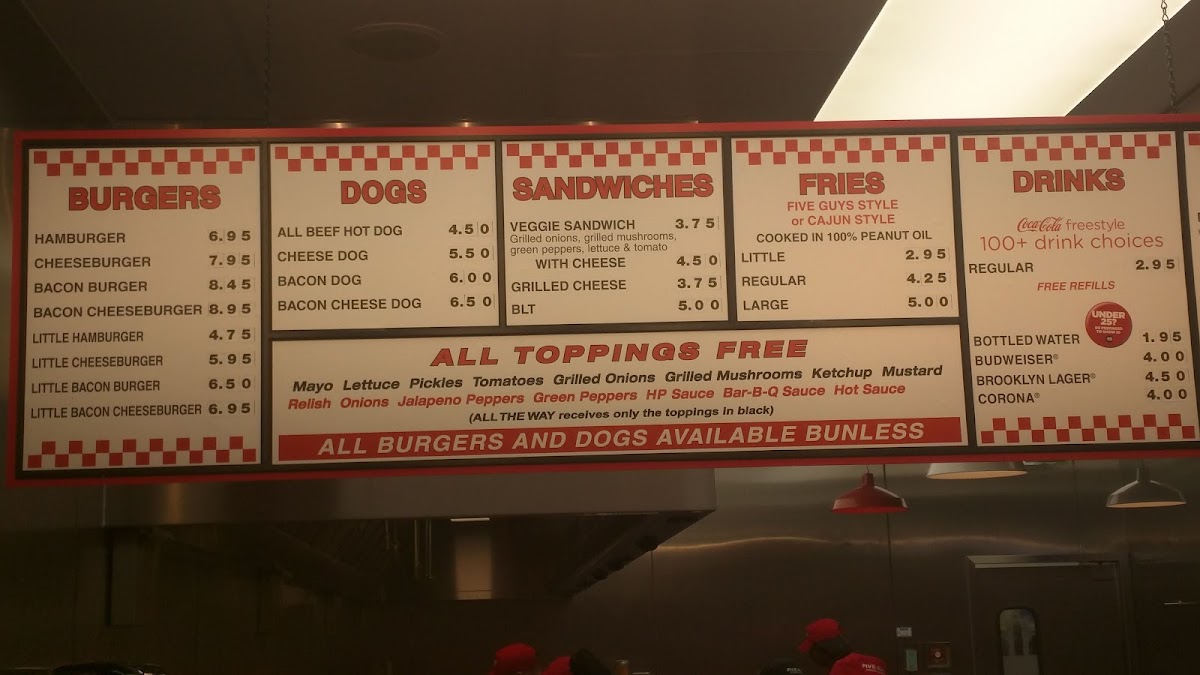 BURGERS
HAMBURGER 6.95
CHEESEBURGER 7.95
BACON BURGER 8.45
BACON CHEESEBURGER 8.95
LITTLE HAMBURGER 4.75
LITTLE CHEESEBURGER 5.95
LITTLE BACON BURGER 6.50
LITTLE BACON CHEESEBURGER 6.95
DOGS
ALL BEEF HOT DOG 4.50
CHEESE DOG 5.50
BACON DOG 6.00
BACON CHEESE DOG 6.50
SANDWICHES
VEGGIE SANDWICH 3.75
Grilled onions, grilled mushrooms,
green peppers, lettuce & tomato
WITH CHEESE 4.50
GRILLED CHEESE 3.75
BLT 5.00
FRIES
FIVE GUYS STYLE
or CAJUN STYLE
COOKED IN 100% PEANUT OIL
LITTLE 2.95
REGULAR 4.25
LARGE 5.00
ALL TOPPINGS FREE
Mayo Lettuce Pickles Tomatoes Grilled Onions Grilled Mushrooms Ketchup Mustard
Relish Onions Jalapeno Peppers Green Peppers HP Sauce Bar-B-Q Sauce Hot Sauce
(ALL THE WAY receives only the toppings in black)
ALL BURGERS AND DOGS AVAILABLE BUNLESS
DRINKS
Coca-Cola freestyle
100+ drink choices
REGULAR 2.95
FREE REFILLS
UNDER
25?
BOTTLED WATER 1.95
BUDWEISER® 4.00
BROOKLYN LAGER® 4.50
CORONA® 4.00
FIVE